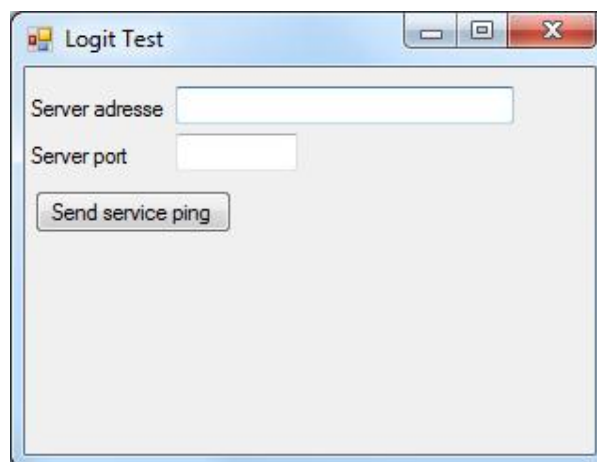 Logit Test
Server adresse
Server port
Send service ping